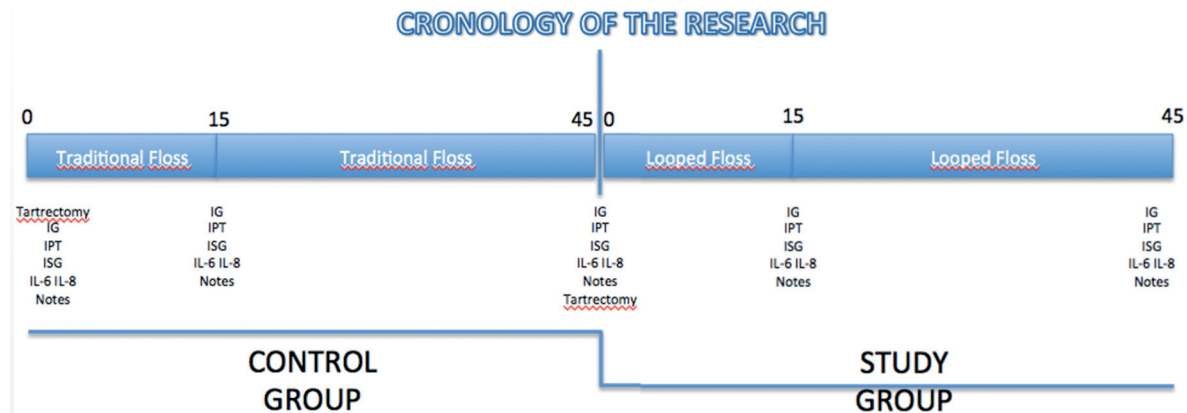 CRONOLOGY OF THE RESEARCH
0 15 45 0 15 45
Traditional Floss Traditional Floss Looped Floss Looped Floss
Tartrectomy
IG
IPT
ISG
IL-6 IL-8
Notes
IG
IPT
ISG
IL-6 IL-8
Notes
IG
IPT
ISG
IL-6 IL-8
Notes
Tartrectomy
IG
IPT
ISG
IL-6 IL-8
Notes
IG
IPT
ISG
IL-6 IL-8
Notes
CONTROL
GROUP
STUDY
GROUP